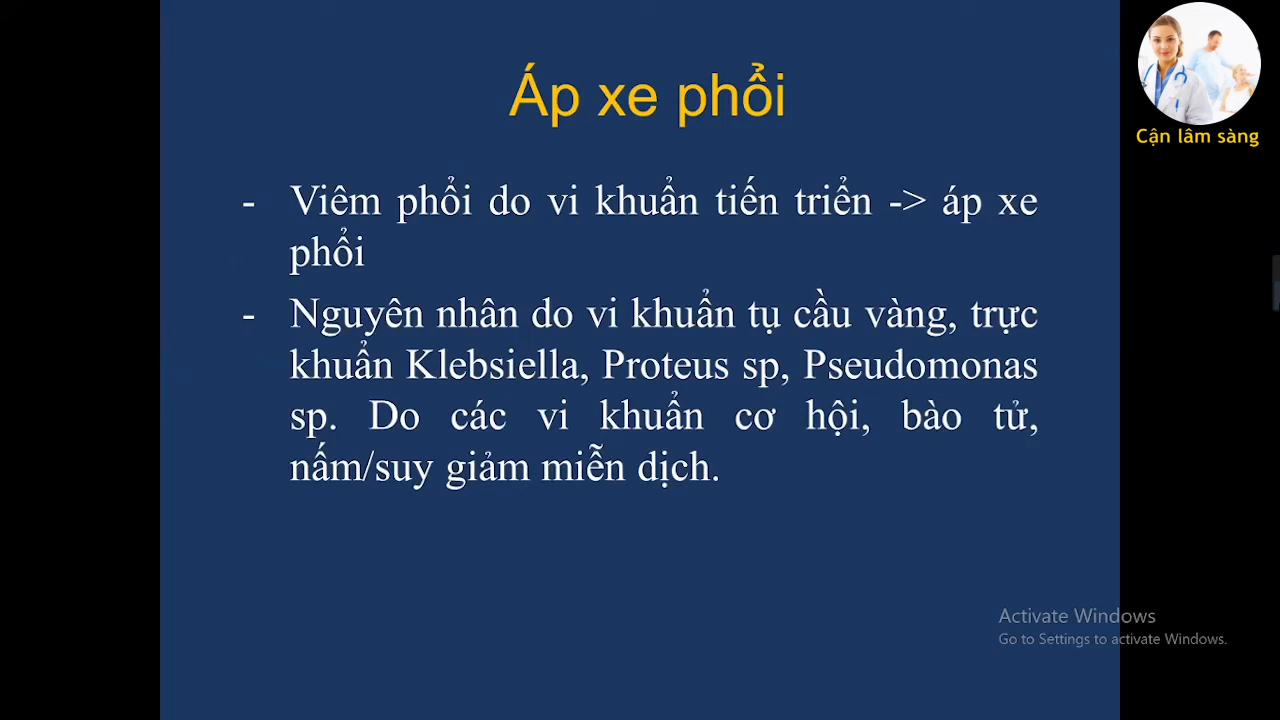 Áp xe phổi
Cận lâm sàng
- Viêm phổi do vi khuẩn tiến triển -> áp xe
phổi
- Nguyên nhân do vi khuẩn tụ cầu vàng, trực
khuẩn Klebsiella, Proteus sp, Pseudomonas
sp. Do các vi khuẩn cơ hội, bào tử,
nấm/suy giảm miễn dịch.
Activate Windows
Go to Settings to activate Windows.